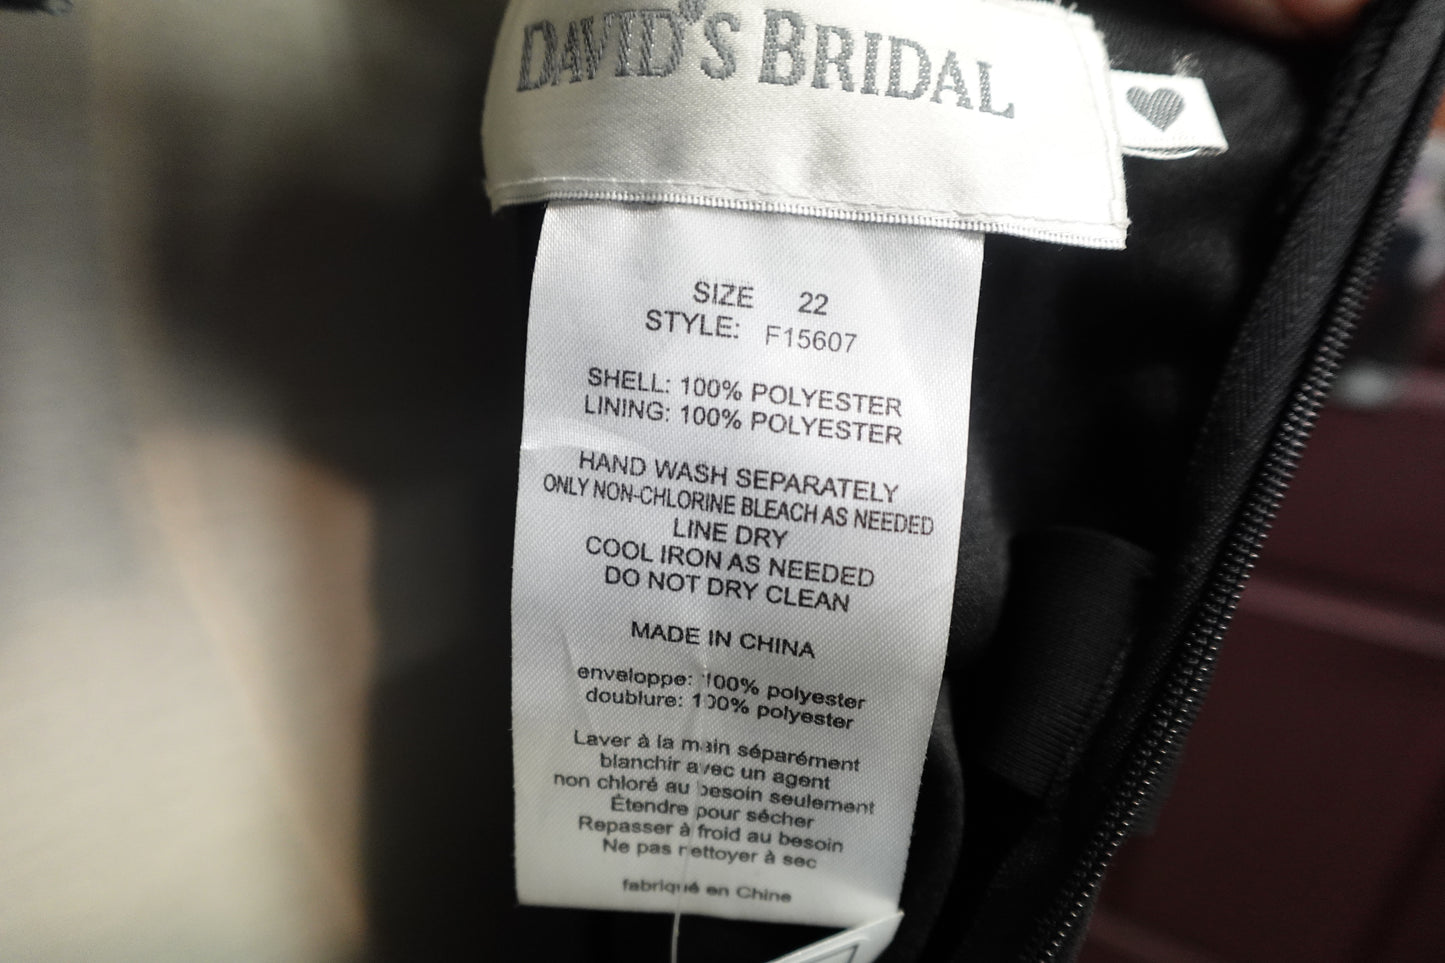 DAVID'S BRIDAL
SIZE 22
STYLE: F15607
SHELL: 100% POLYESTER
LINING: 100% POLYESTER
HAND WASH SEPARATELY
ONLY NON-CHLORINE BLEACH AS NEEDED
LINE DRY
COOL IRON AS NEEDED
DO NOT DRY CLEAN
MADE IN CHINA
enveloppe: 100% polyester
doublure: 100% polyester
Laver à la main séparément
blanchir avec un agent
non chloré au besoin seulement
Étendre pour sécher
Repasser à froid au besoin
Ne pas nettoyer à sec
fabriqué en Chine